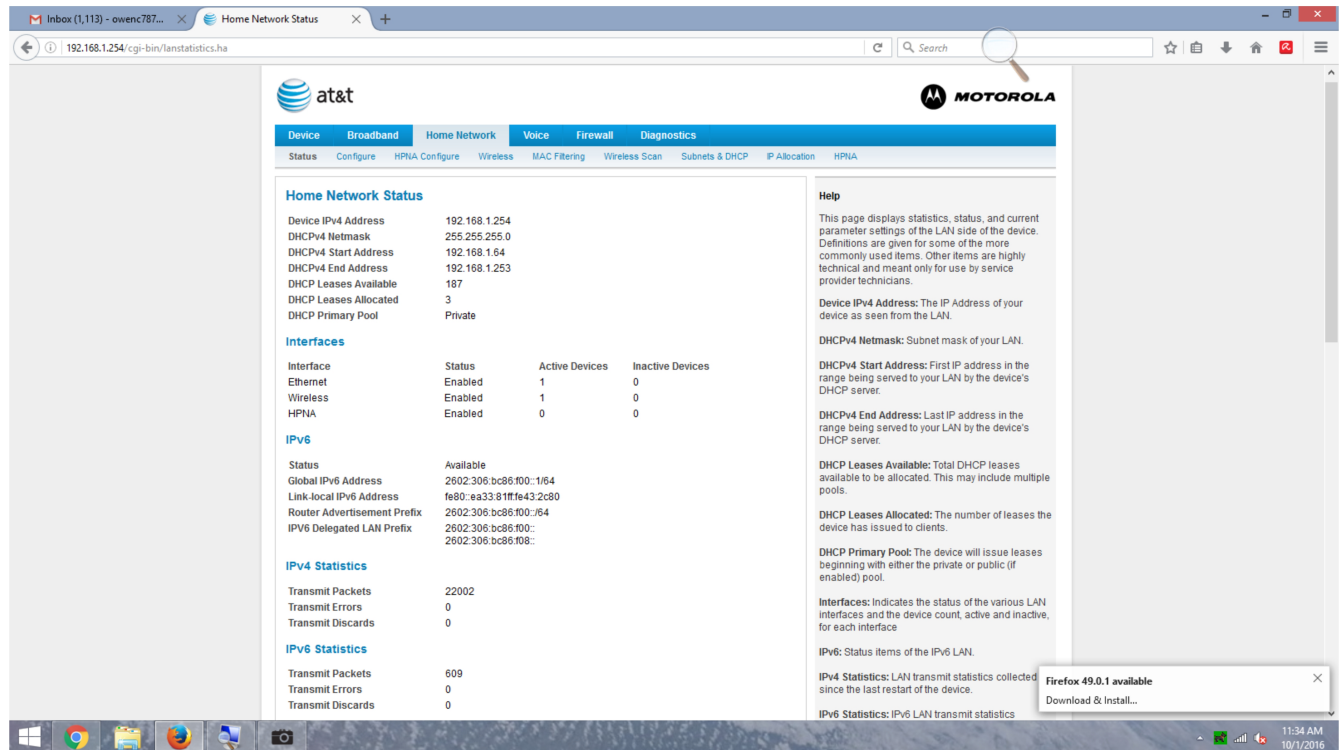 Inbox (1,113) - owenc787...
Home Network Status
192.168.1.254/cgi-bin/lanstatistics.ha
Search
at&t
MOTOROLA
Device Broadband Home Network Voice Firewall Diagnostics
Status Configure HPNA Configure Wireless MAC Filtering Wireless Scan Subnets & DHCP IP Allocation HPNA
Home Network Status
Device IPv4 Address 192.168.1.254
DHCPv4 Netmask 255.255.255.0
DHCPv4 Start Address 192.168.1.64
DHCPv4 End Address 192.168.1.253
DHCP Leases Available 187
DHCP Leases Allocated 3
DHCP Primary Pool Private
Interfaces
Interface Status Active Devices Inactive Devices
Ethernet Enabled 1 0
Wireless Enabled 1 0
HPNA Enabled 0 0
IPv6
Status Available
Global IPv6 Address 2602:306:bc86:f00::1/64
Link-local IPv6 Address fe80::ea33:81ff:fe43:2c80
Router Advertisement Prefix 2602:306:bc86:f00::/64
IPV6 Delegated LAN Prefix 2602:306:bc86:f00::
2602:306:bc86:f08::
IPv4 Statistics
Transmit Packets 22002
Transmit Errors 0
Transmit Discards 0
IPv6 Statistics
Transmit Packets 609
Transmit Errors 0
Transmit Discards 0
Help
This page displays statistics, status, and current
parameter settings of the LAN side of the device.
Definitions are given for some of the more
commonly used items. Other items are highly
technical and meant only for use by service
provider technicians.
Device IPv4 Address: The IP Address of your
device as seen from the LAN.
DHCPv4 Netmask: Subnet mask of your LAN.
DHCPv4 Start Address: First IP address in the
range being served to your LAN by the device's
DHCP server.
DHCPv4 End Address: Last IP address in the
range being served to your LAN by the device's
DHCP server.
DHCP Leases Available: Total DHCP leases
available to be allocated. This may include multiple
pools.
DHCP Leases Allocated: The number of leases the
device has issued to clients.
DHCP Primary Pool: The device will issue leases
beginning with either the private or public (if
enabled) pool.
Interfaces: Indicates the status of the various LAN
interfaces and the device count, active and inactive,
for each interface
IPv6: Status items of the IPv6 LAN.
IPv4 Statistics: LAN transmit statistics collected
since the last restart of the device.
IPv6 Statistics: IPv6 LAN transmit statistics
Firefox 49.0.1 available
Download & Install...
11:34 AM
10/1/2016